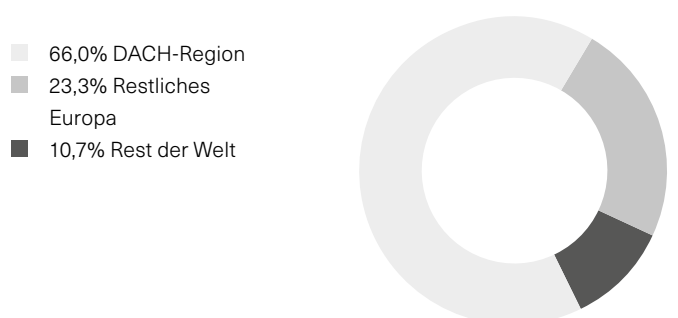 66,0% DACH-Region
23,3% Restliches
Europa
10,7% Rest der Welt